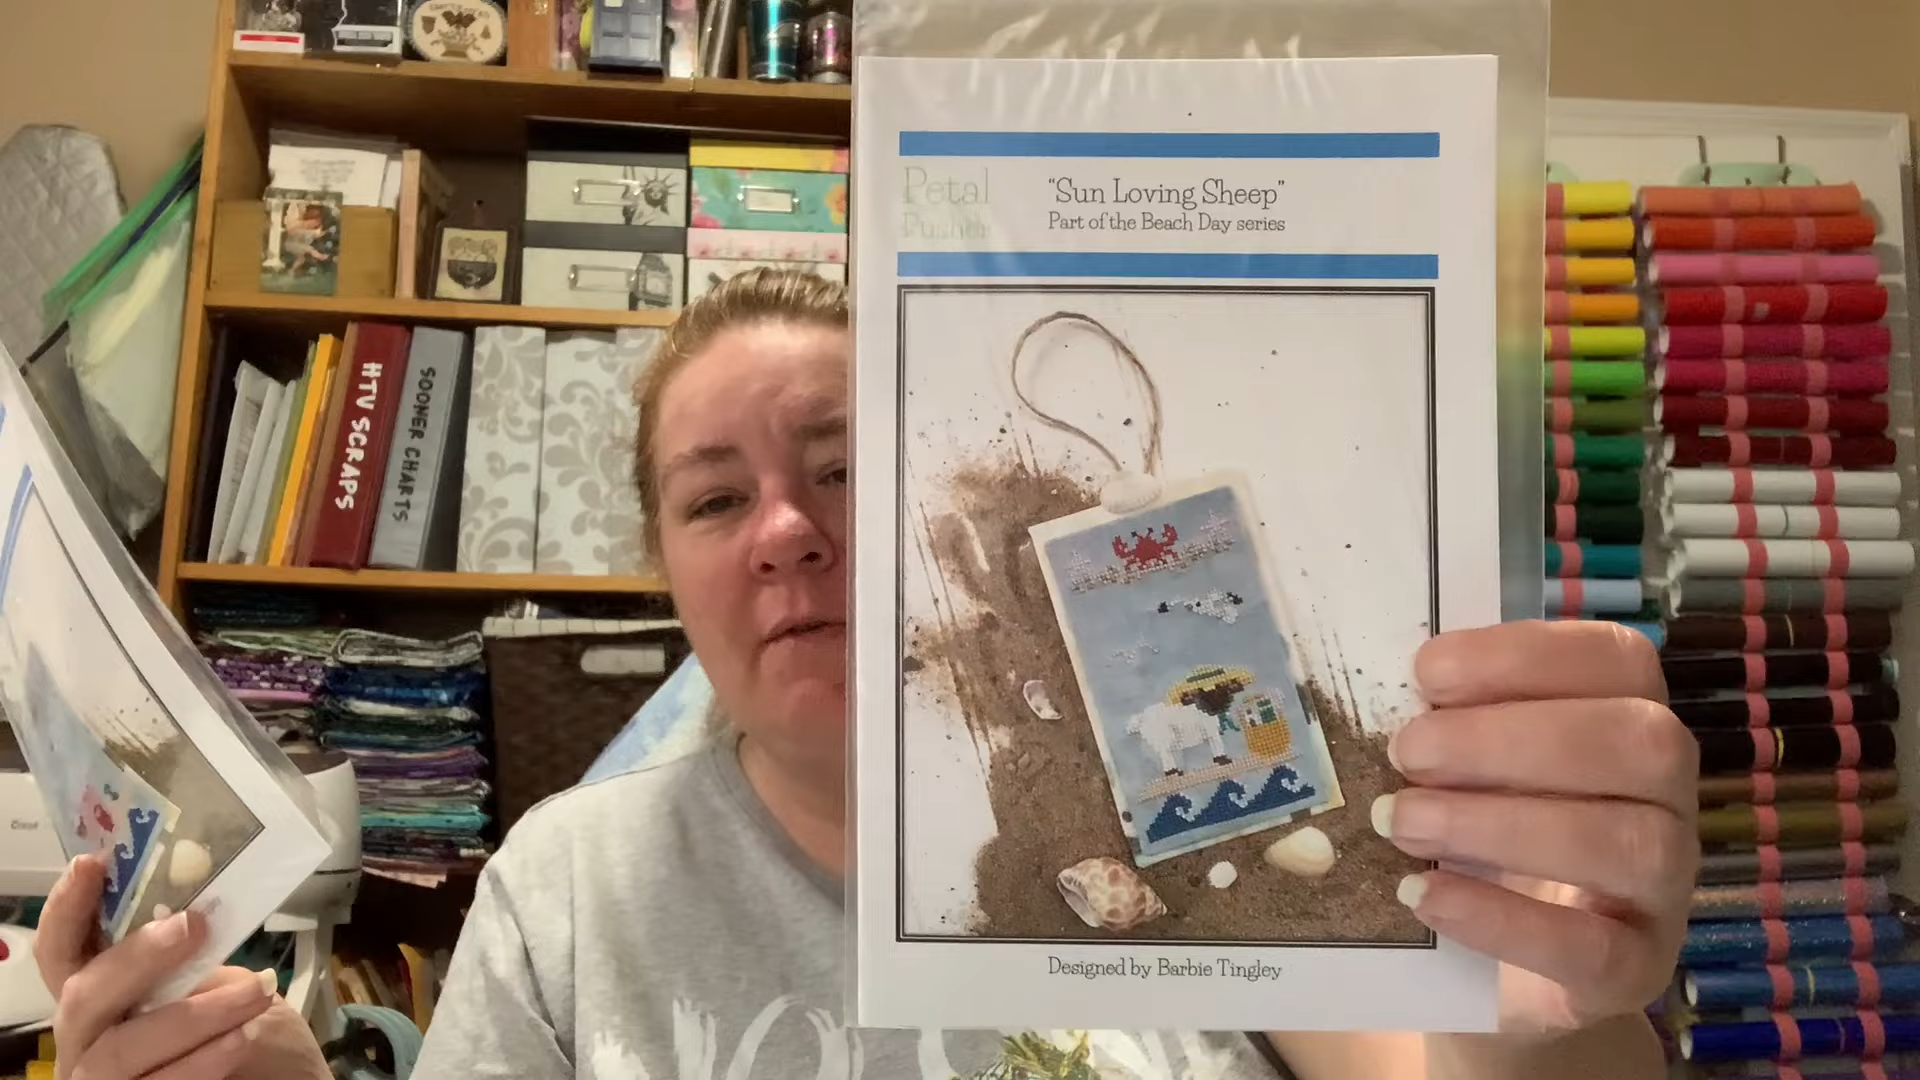 HTV SCRAPS
SOONER CHARTS
Petal
Pusher
"Sun Loving Sheep"
Part of the Beach Day series
Designed by Barbie Tingley